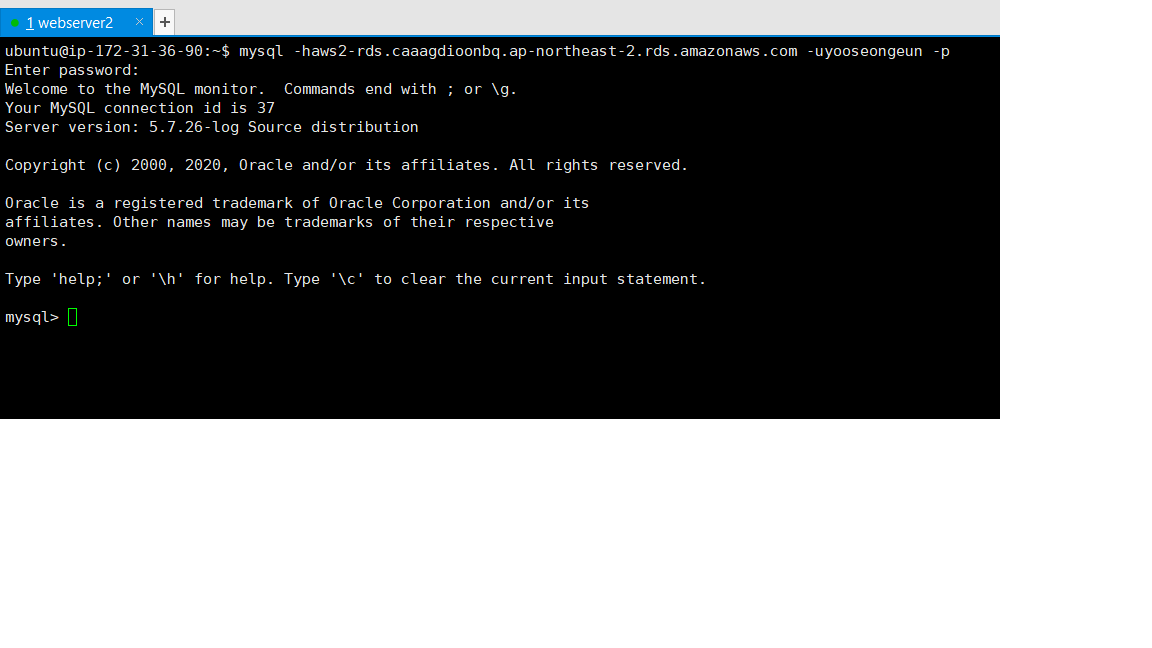 1 webserver2 × +
ubuntu@ip-172-31-36-90:~$ mysql -haws2-rds.caaagdioonbq.ap-northeast-2.rds.amazonaws.com -uyooseongeun -p
Enter password:
Welcome to the MySQL monitor.  Commands end with ; or \g.
Your MySQL connection id is 37
Server version: 5.7.26-log Source distribution
Copyright (c) 2000, 2020, Oracle and/or its affiliates. All rights reserved.
Oracle is a registered trademark of Oracle Corporation and/or its
affiliates. Other names may be trademarks of their respective
owners.
Type 'help;' or '\h' for help. Type '\c' to clear the current input statement.
mysql>